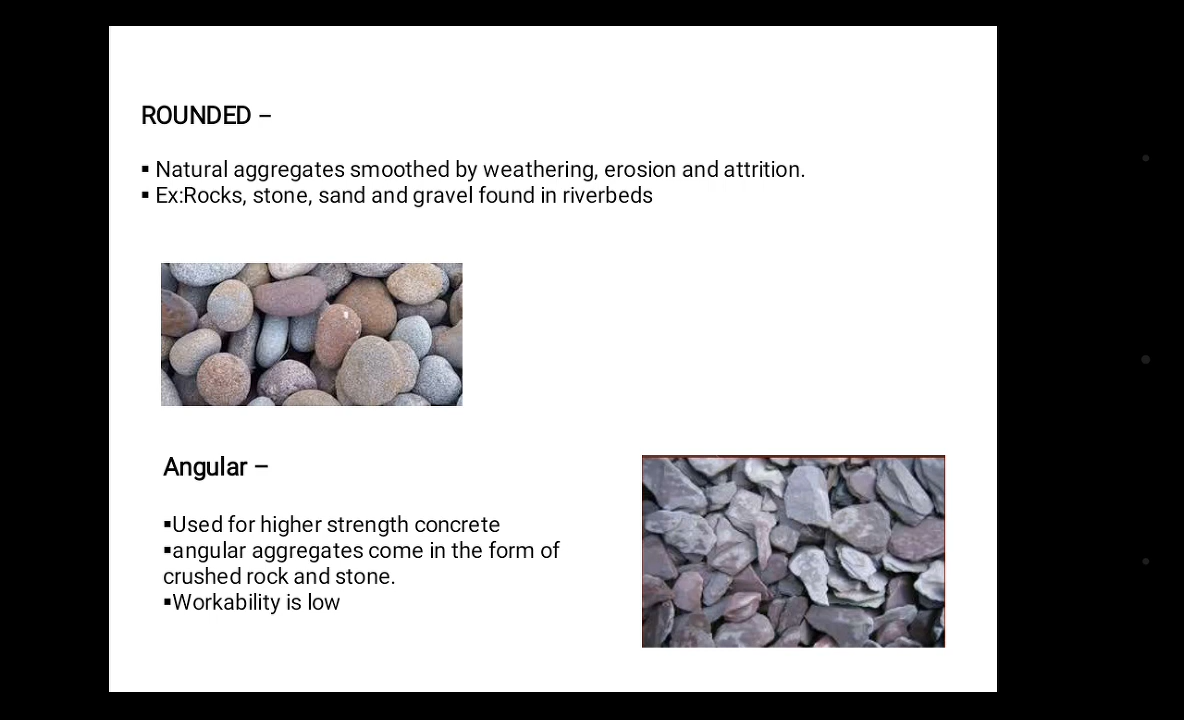 ROUNDED –
▪ Natural aggregates smoothed by weathering, erosion and attrition.
▪ Ex:Rocks, stone, sand and gravel found in riverbeds
Angular –
▪Used for higher strength concrete
▪angular aggregates come in the form of
crushed rock and stone.
▪Workability is low